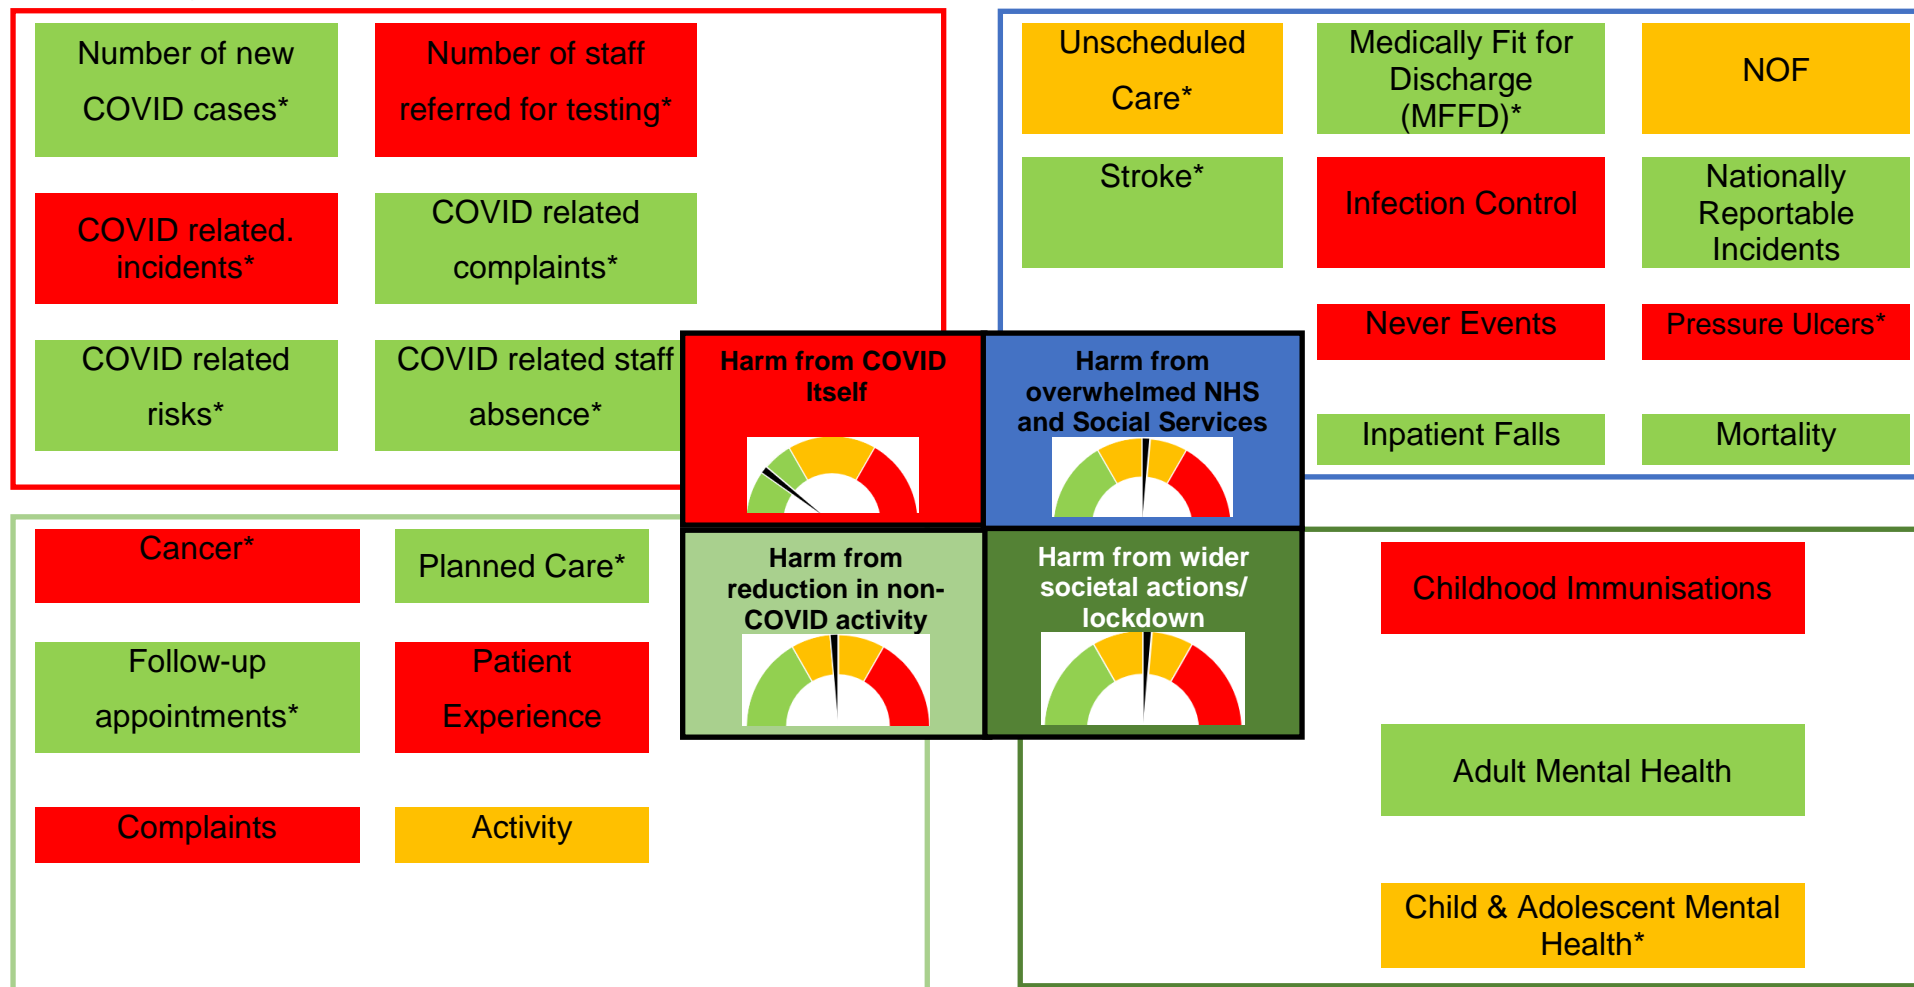 Number of new
COVID cases*
Number of staff
referred for testing*
COVID related.
incidents*
COVID related
complaints*
COVID related
risks*
COVID related staff
absence*
Unscheduled
Care*
Medically Fit for
Discharge
(MFFD)*
NOF
Stroke*
Infection Control
Nationally
Reportable
Incidents
Never Events
Pressure Ulcers*
Inpatient Falls
Mortality
Harm from COVID
Itself
Harm from
overwhelmed NHS
and Social Services
Harm from
reduction in non-
COVID activity
Harm from wider
societal actions/
lockdown
Cancer*
Planned Care*
Follow-up
appointments*
Patient
Experience
Complaints
Activity
Childhood Immunisations
Adult Mental Health
Child & Adolescent Mental
Health*